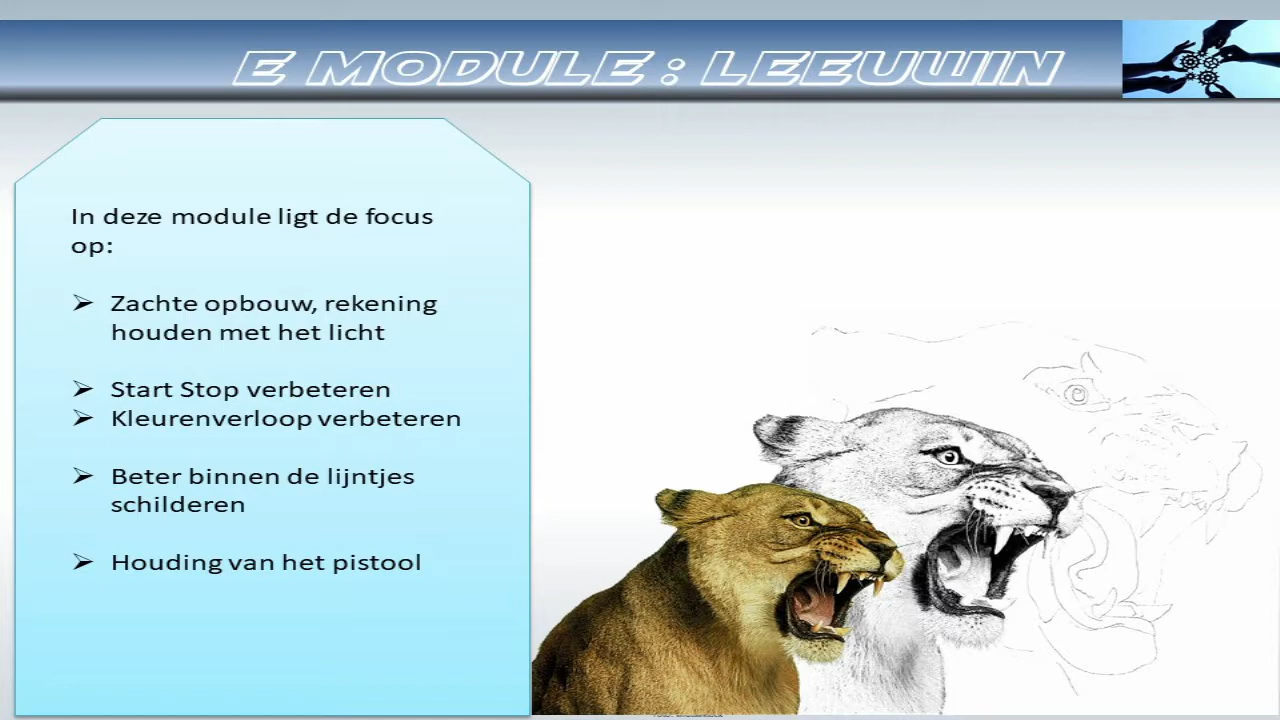 E MODULE : LEEUWIN
In deze module ligt de focus
op:
➢ Zachte opbouw, rekening
houden met het licht
➢ Start Stop verbeteren
➢ Kleurenverloop verbeteren
➢ Beter binnen de lijntjes
schilderen
➢ Houding van het pistool